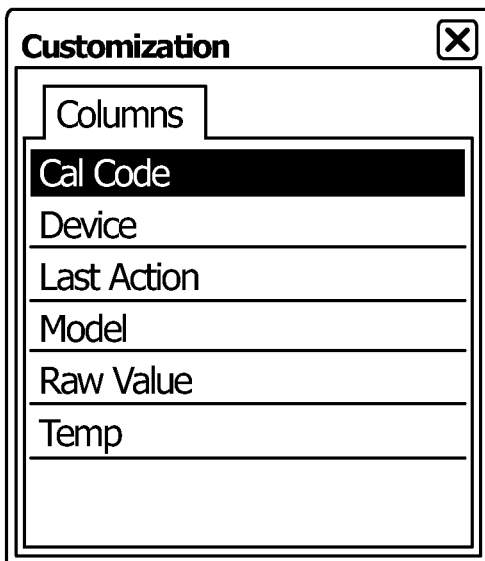 Customization
Columns
Cal Code
Device
Last Action
Model
Raw Value
Temp